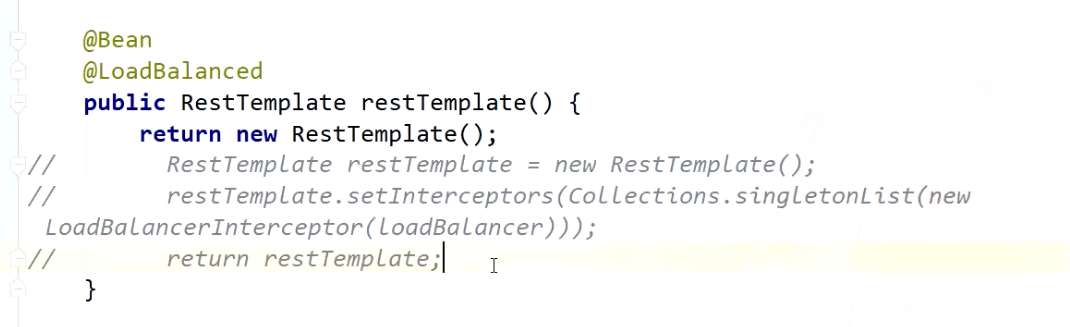 @Bean
@LoadBalanced
public RestTemplate restTemplate() {
return new RestTemplate();
// RestTemplate restTemplate = new RestTemplate();
// restTemplate.setInterceptors(Collections.singletonList(new
LoadBalancerInterceptor(loadBalancer)));
// return restTemplate;
}